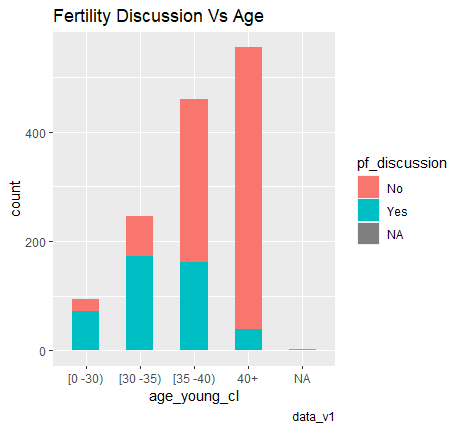 Fertility Discussion Vs Age
count
400
200
0
[0 -30) [30 -35) [35 -40) 40+ NA
age_young_cl
data_v1
pf_discussion
No
Yes
NA